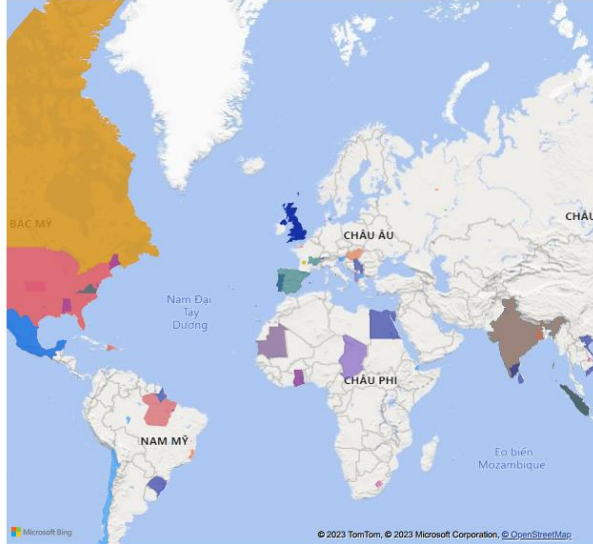 BẮC MỸ
CHÂU ÂU
CHÂU
Nam Đại
Tây
Dương
CHÂU PHI
NAM MỸ
Eo biển
Mozambique
Microsoft Bing
© 2023 TomTom, © 2023 Microsoft Corporation, © OpenStreetMap